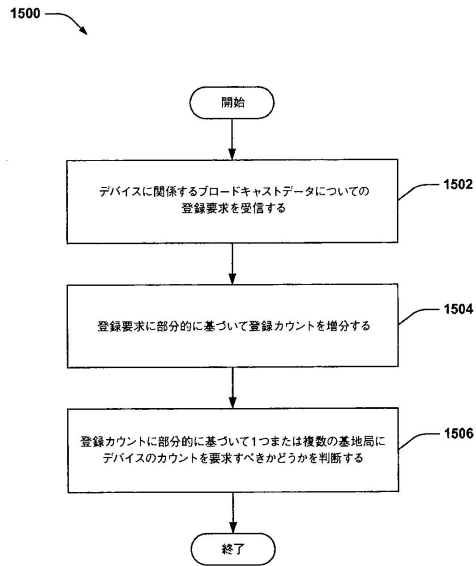 1500
開始
デバイスに関係するブロードキャストデータについての
登録要求を受信する
1502
登録要求に部分的に基づいて登録カウントを増分する
1504
登録カウントに部分的に基づいて1つまたは複数の基地局に
デバイスのカウントを要求すべきかどうかを判断する
1506
終了